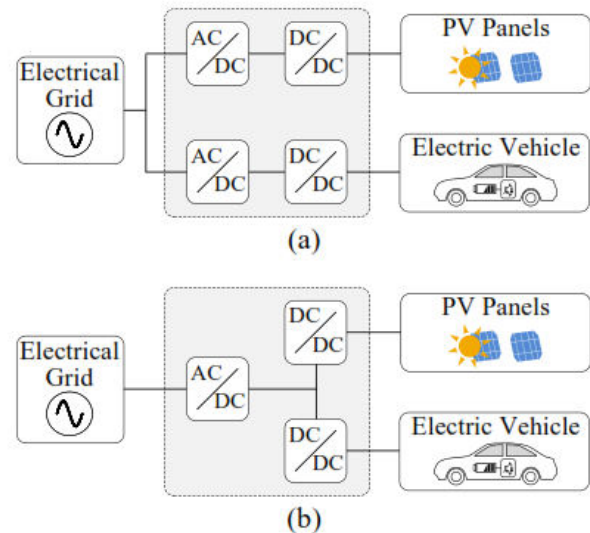 Electrical
Grid
AC
DC
DC
DC
PV Panels
AC
DC
DC
DC
Electric Vehicle
(a)
Electrical
Grid
AC
DC
DC
DC
PV Panels
DC
DC
Electric Vehicle
(b)